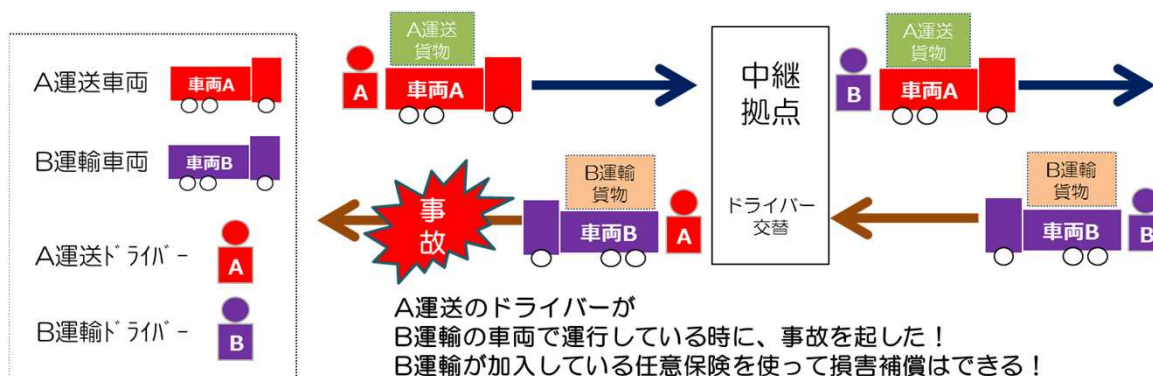 A運送車両
車両A
B運輸車両
車両B
A運送ﾄﾞﾗｲﾊﾞｰ
A
B運輸ﾄﾞﾗｲﾊﾞｰ
B
A運送
貨物
A
車両A
中継
拠点
A運送
貨物
B
車両A
事
故
B運輸
貨物
車両B
A
ドライバー
交替
B運輸
貨物
車両B
B
A運送のドライバーが
B運輸の車両で運行している時に、事故を起した！
B運輸が加入している任意保険を使って損害補償はできる！